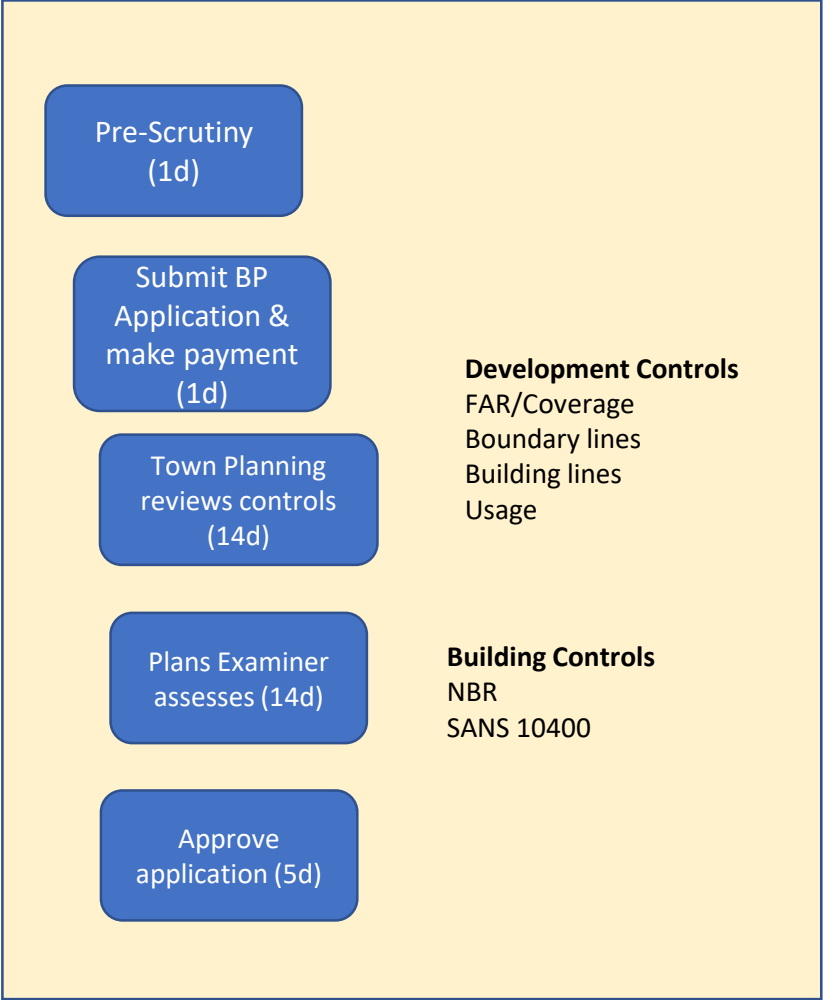 Pre-Scrutiny
(1d)
Submit BP
Application &
make payment
(1d)
Town Planning
reviews controls
(14d)
Development Controls
FAR/Coverage
Boundary lines
Building lines
Usage
Plans Examiner
assesses (14d)
Building Controls
NBR
SANS 10400
Approve
application (5d)